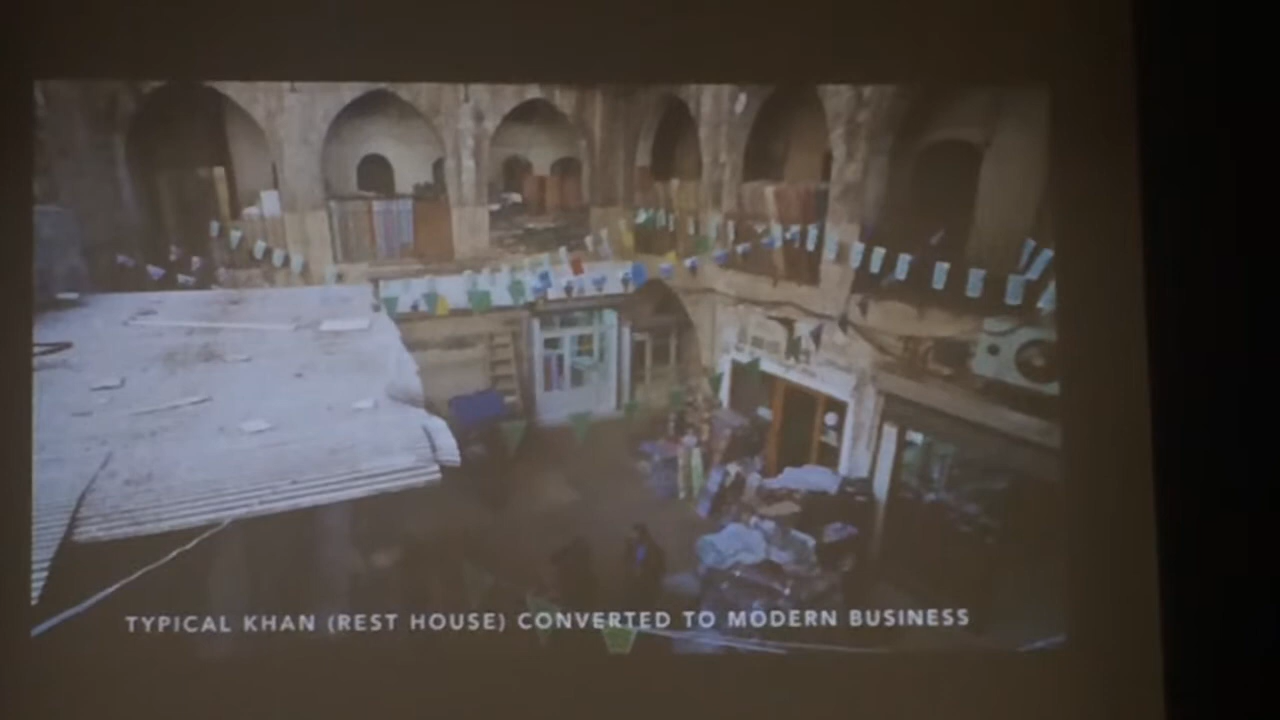 TYPICAL KHAN (REST HOUSE) CONVERTED TO MODERN BUSINESS